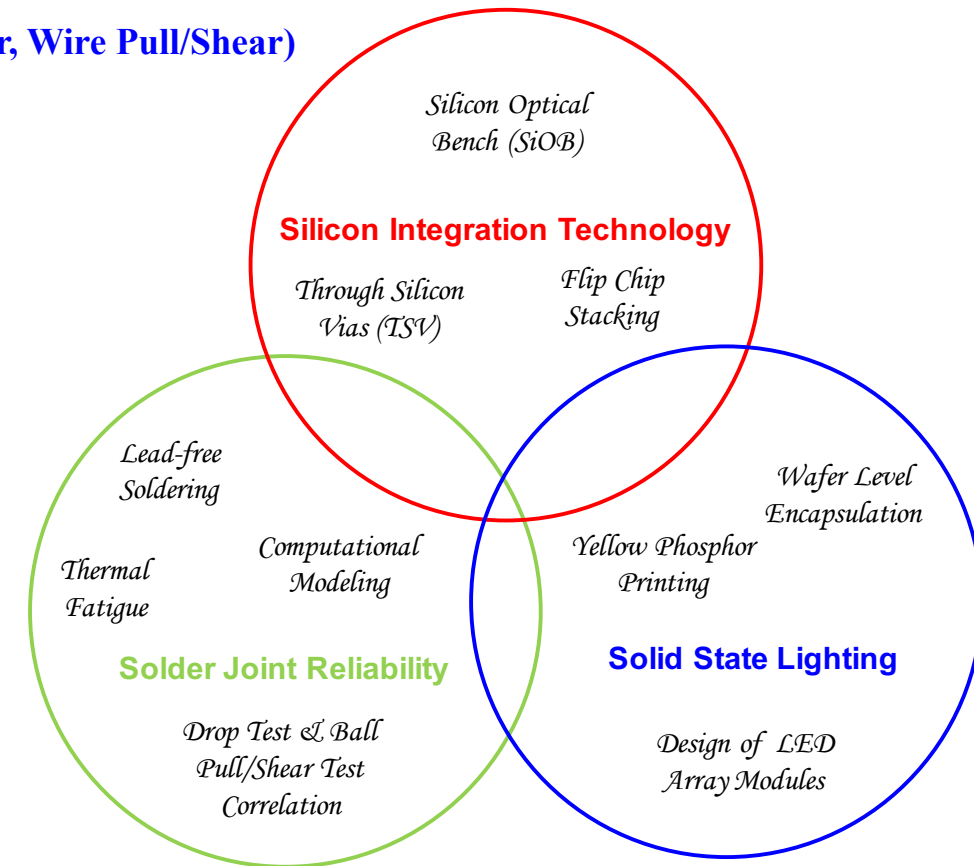 r, Wire Pull/Shear)
Silicon Optical
Bench (SiOB)
Silicon Integration Technology
Through Silicon
Vias (TSV)
Flip Chip
Stacking
Lead-free
Soldering
Wafer Level
Encapsulation
Thermal
Fatigue
Computational
Modeling
Yellow Phosphor
Printing
Solder Joint Reliability
Solid State Lighting
Drop Test & Ball
Pull/Shear Test
Correlation
Design of LED
Array Modules